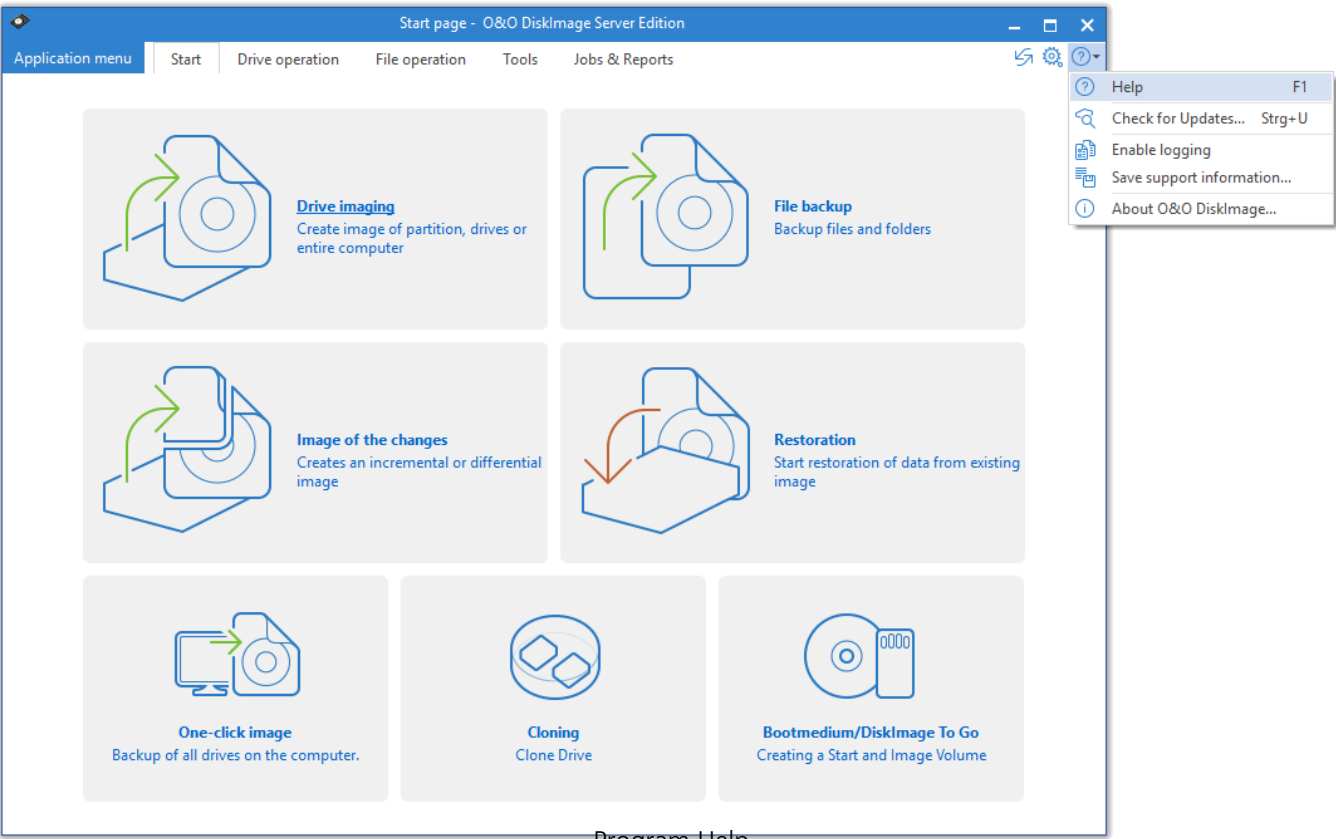 Start page - O&O DiskImage Server Edition
Application menu
Start
Drive operation
File operation
Tools
Jobs & Reports
Help F1
Check for Updates... Strg+U
Enable logging
Save support information...
About O&O DiskImage...
Drive imaging
Create image of partition, drives or
entire computer
File backup
Backup files and folders
Image of the changes
Creates an incremental or differential
image
Restoration
Start restoration of data from existing
image
One-click image
Backup of all drives on the computer.
Cloning
Clone Drive
Bootmedium/DiskImage To Go
Creating a Start and Image Volume
Program Help